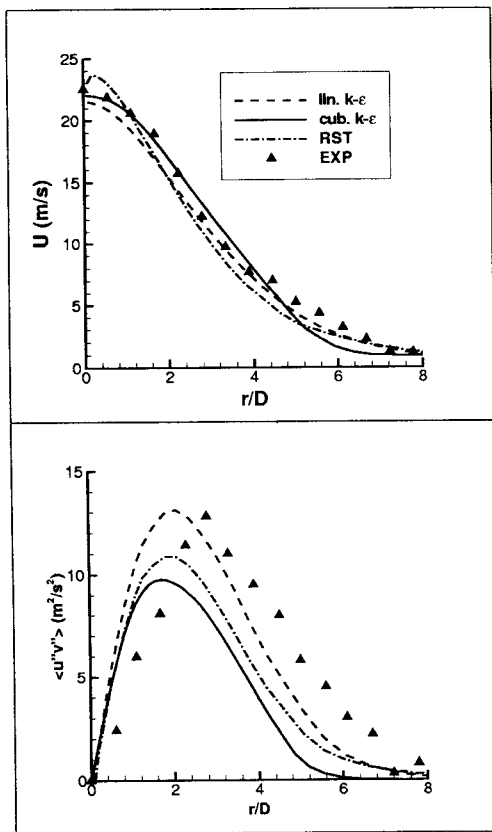 25
20
15
10
5
0
U (m/s)
lin. k-ε
cub. k-ε
RST
EXP
0 2 4 6 8
r/D
15
10
5
0
<u''v''> (m²/s²)
0 2 4 6 8
r/D